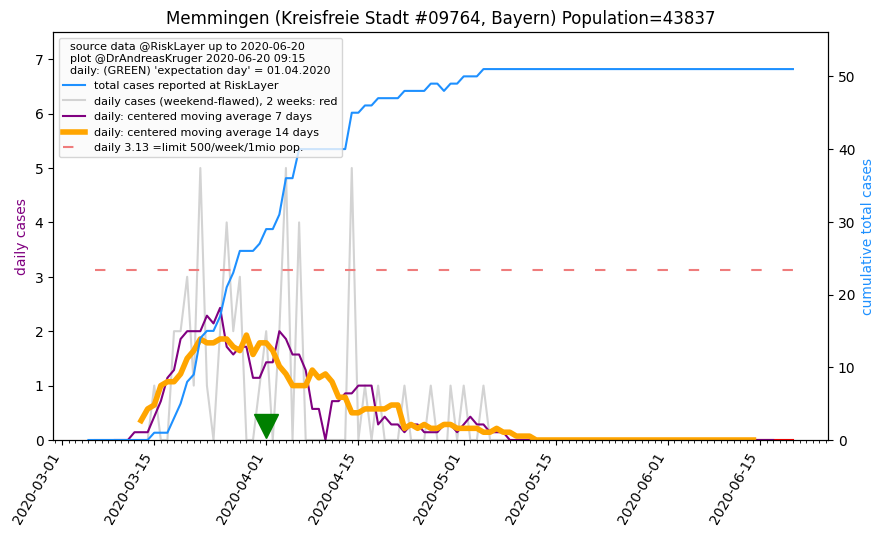 Memmingen (Kreisfreie Stadt #09764, Bayern) Population=43837
source data @RiskLayer up to 2020-06-20
plot @DrAndreasKruger 2020-06-20 09:15
daily: (GREEN) 'expectation day' = 01.04.2020
total cases reported at RiskLayer
daily cases (weekend-flawed), 2 weeks: red
daily: centered moving average 7 days
daily: centered moving average 14 days
daily 3.13 =limit 500/week/1mio pop.
daily cases
7
6
5
4
3
2
1
0
cumulative total cases
50
40
30
20
10
0
2020-03-01
2020-03-15
2020-04-01
2020-04-15
2020-05-01
2020-05-15
2020-06-01
2020-06-15